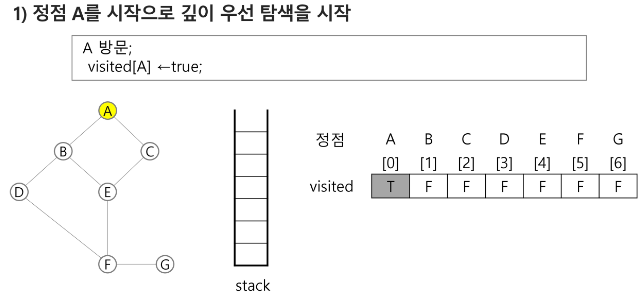 1) 정점 A를 시작으로 깊이 우선 탐색을 시작
A 방문;
visited[A] ←true;
A
B
C
D
E
F
G
stack
정점 A B C D E F G
[0] [1] [2] [3] [4] [5] [6]
visited T F F F F F F